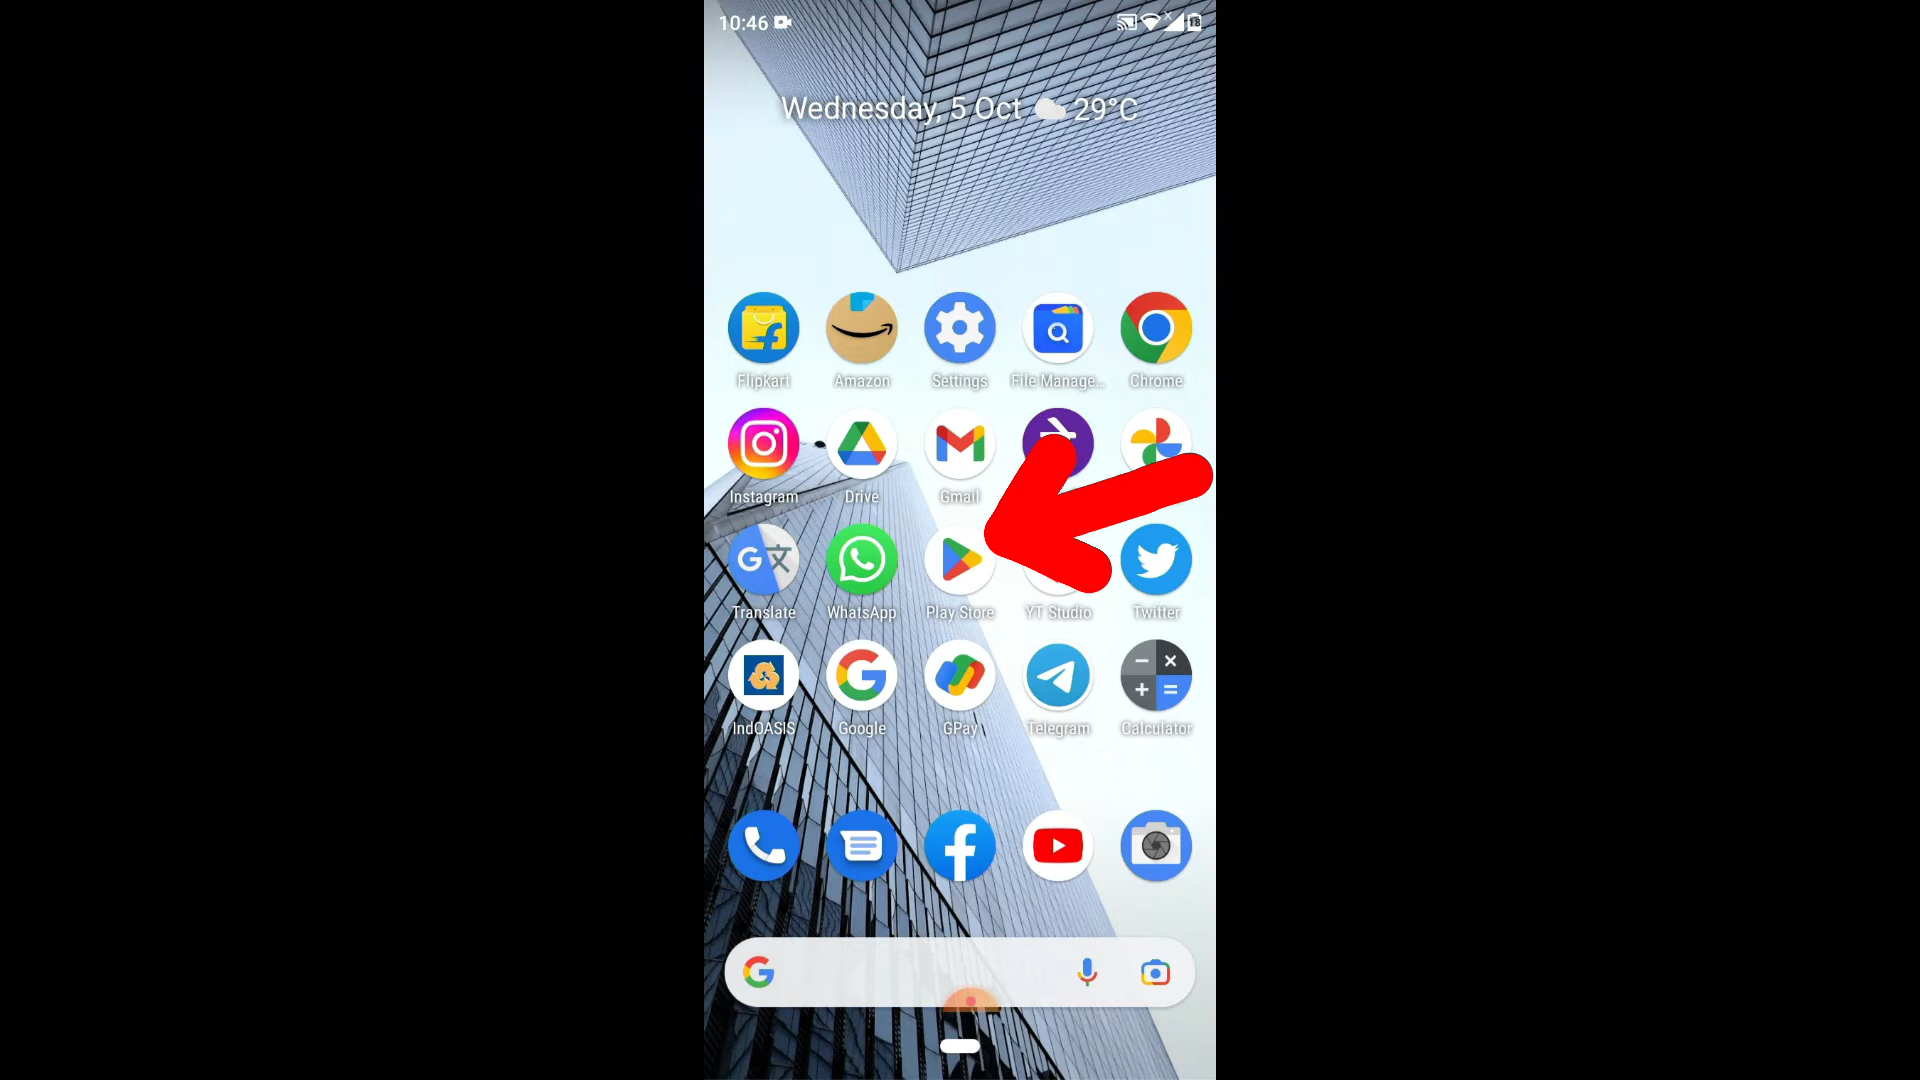 10:46
18
Wednesday, 5 Oct 29°C
Flipkart Amazon Settings File Manage... Chrome
Instagram Drive Gmail
Translate WhatsApp Play Store YT Studio Twitter
IndOASIS Google GPay Telegram Calculator